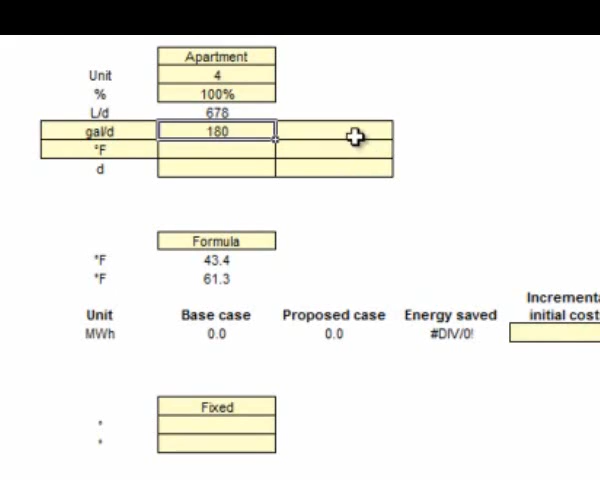 Apartment
Unit 4
% 100%
L/d 678
gal/d 180
°F
d
Formula
°F 43.4
°F 61.3
Incrementa
Unit Base case Proposed case Energy saved initial cost
MWh 0.0 0.0 #DIV/0!
Fixed
°
°